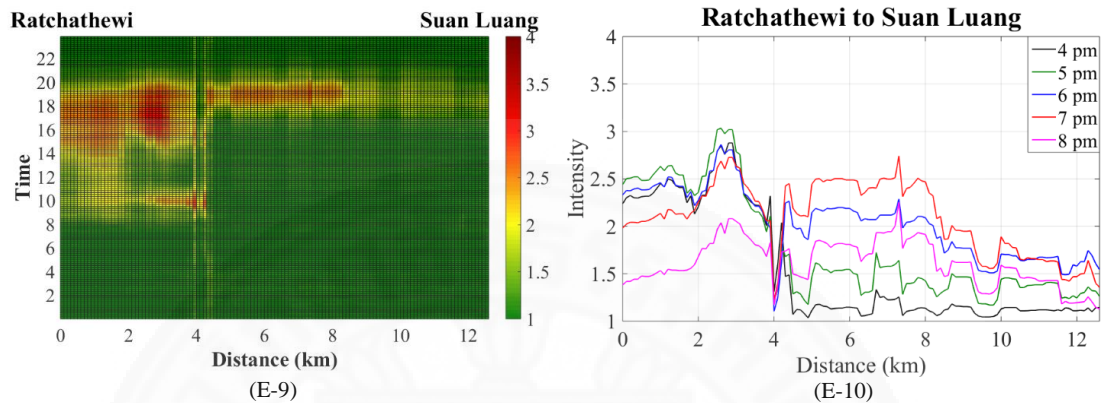 Ratchathewi
Suan Luang
22
20
18
16
14
12
10
8
6
4
2
Time
0
2
4
6
8
10
12
Distance (km)
4
3.5
3
2.5
2
1.5
1
(E-9)
Ratchathewi to Suan Luang
4
3.5
3
2.5
2
1.5
1
Intensity
0
2
4
6
8
10
12
Distance (km)
4 pm
5 pm
6 pm
7 pm
8 pm
(E-10)